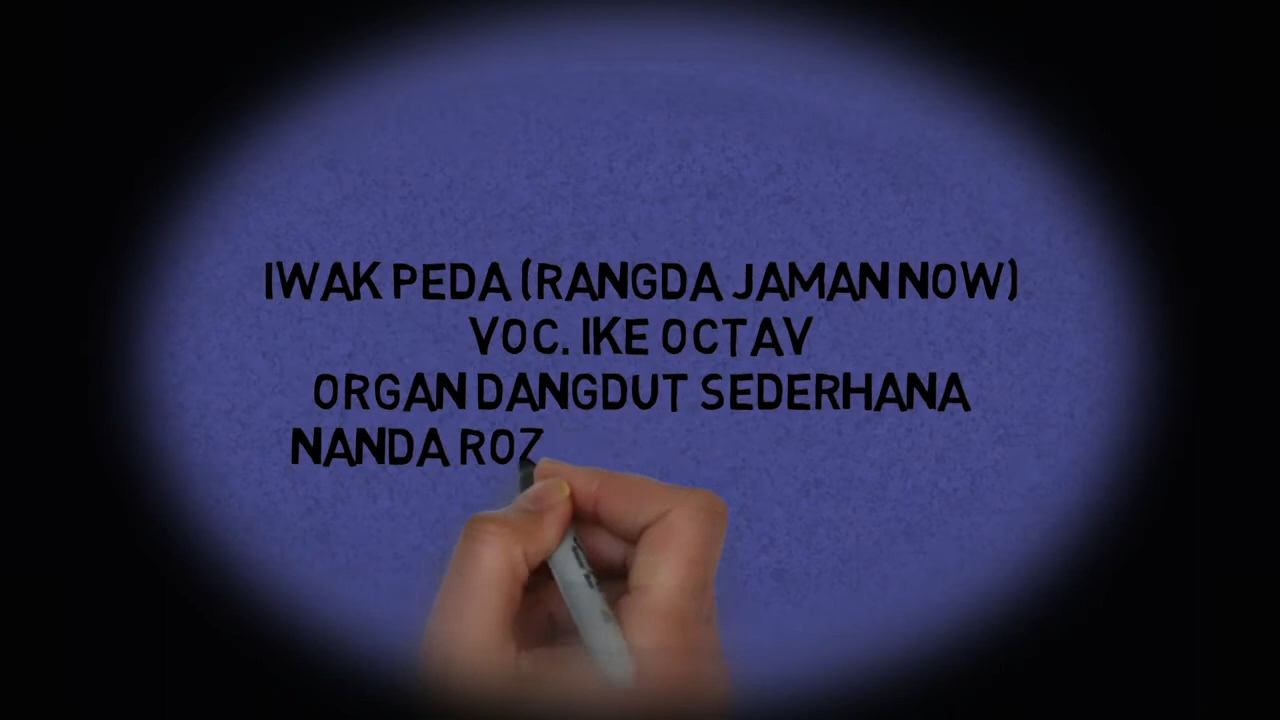 IWAK PEDA (RANGDA JAMAN NOW)
VOC. IKE OCTAV
ORGAN DANGDUT SEDERHANA
NANDA ROZ